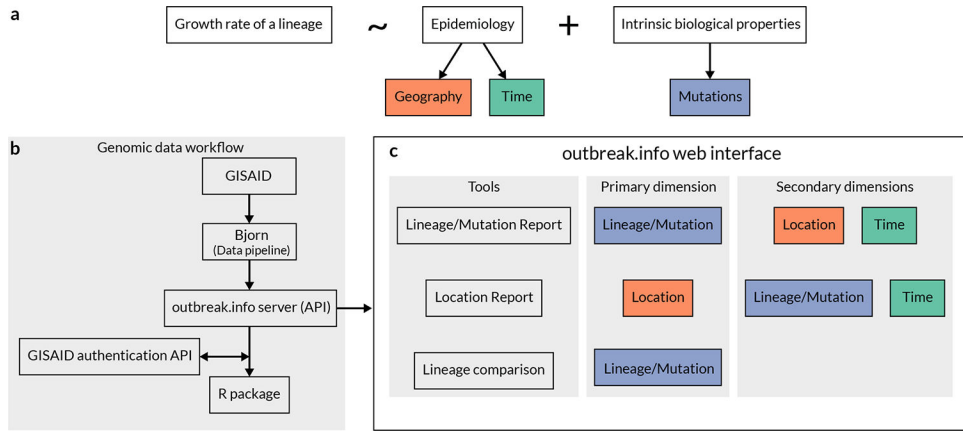 a
Growth rate of a lineage ~ Epidemiology + Intrinsic biological properties
Geography Time Mutations
b
Genomic data workflow
GISAID
Bjorn
(Data pipeline)
outbreak.info server (API)
GISAID authentication API
R package
c
outbreak.info web interface
Tools Primary dimension Secondary dimensions
Lineage/Mutation Report Lineage/Mutation Location Time
Location Report Location Lineage/Mutation Time
Lineage comparison Lineage/Mutation